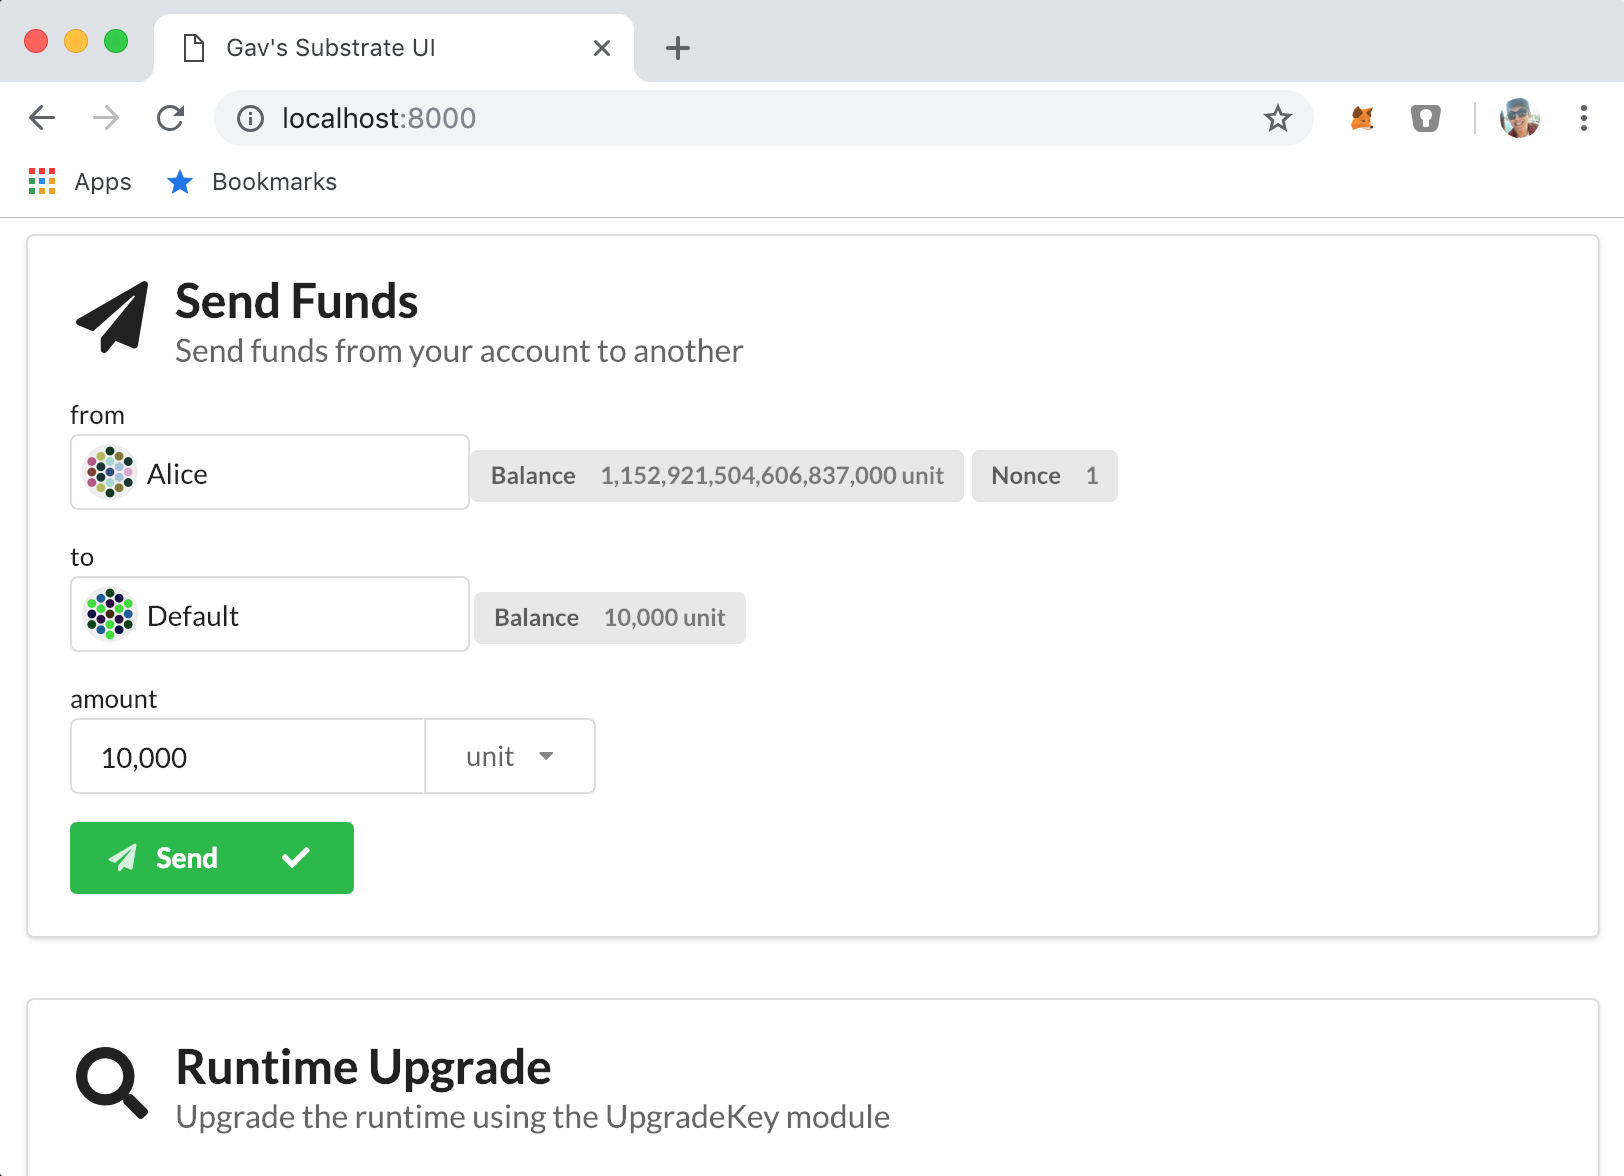 Gav's Substrate UI
localhost:8000
Apps Bookmarks
Send Funds
Send funds from your account to another
from
Alice Balance 1,152,921,504,606,837,000 unit Nonce 1
to
Default Balance 10,000 unit
amount
10,000 unit
Send
Runtime Upgrade
Upgrade the runtime using the UpgradeKey module